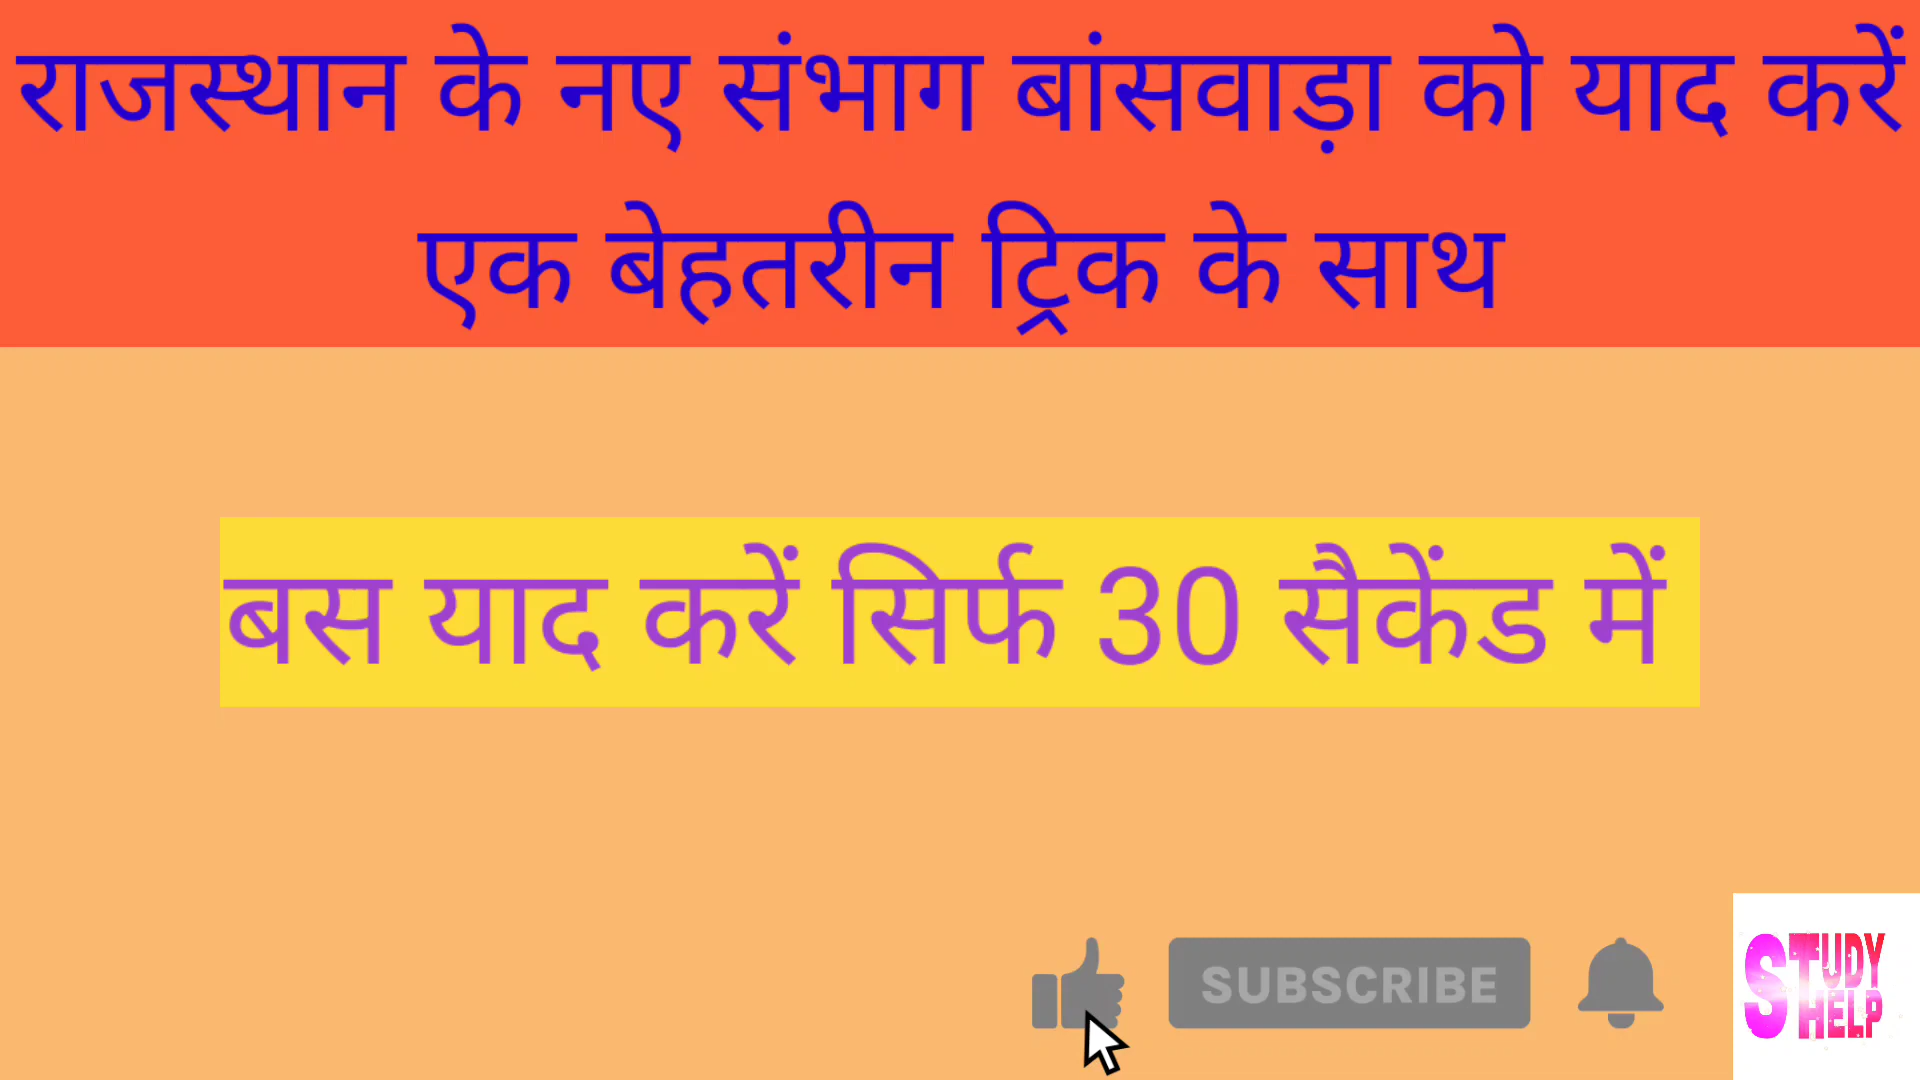 राजस्थान के नए संभाग बांसवाड़ा को याद करें
एक बेहतरीन ट्रिक के साथ
बस याद करें सिर्फ 30 सैकेंड में
SUBSCRIBE
STUDY
HELP